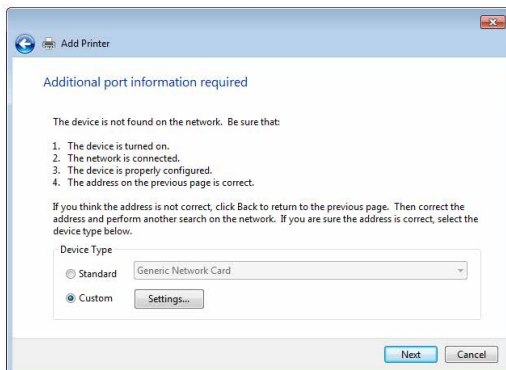 Add Printer
Additional port information required
The device is not found on the network. Be sure that:
1. The device is turned on.
2. The network is connected.
3. The device is properly configured.
4. The address on the previous page is correct.
If you think the address is not correct, click Back to return to the previous page. Then correct the
address and perform another search on the network. If you are sure the address is correct, select the
device type below.
Device Type
Standard
Generic Network Card
Custom
Settings...
Next
Cancel